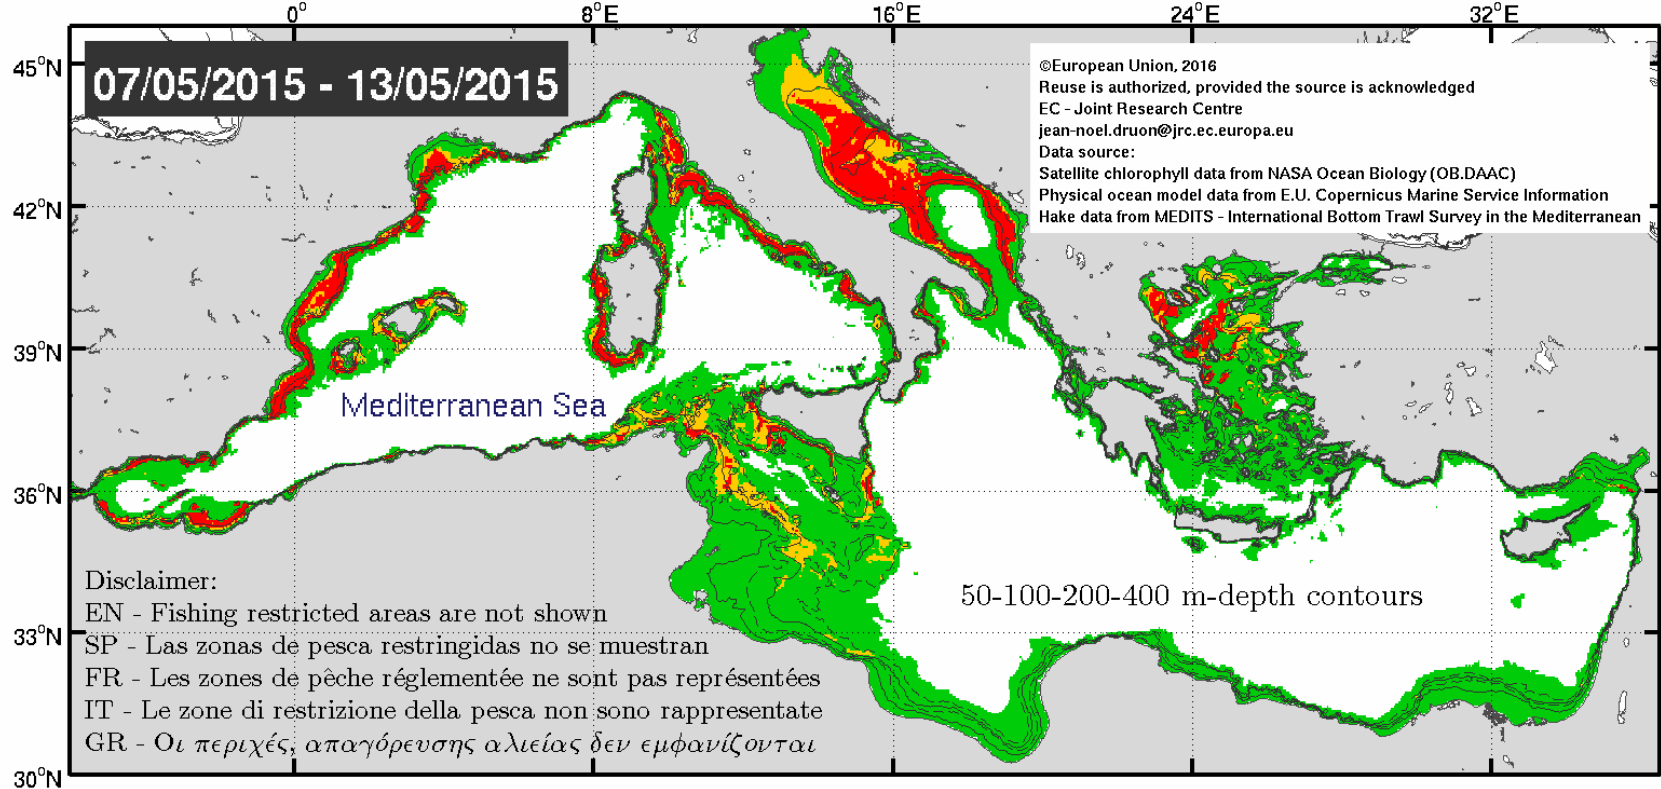 0°
8°E
16°E
24°E
32°E
45°N
42°N
39°N
36°N
33°N
30°N
07/05/2015 - 13/05/2015
©European Union, 2016
Reuse is authorized, provided the source is acknowledged
EC - Joint Research Centre
jean-noel.druon@jrc.ec.europa.eu
Data source:
Satellite chlorophyll data from NASA Ocean Biology (OB.DAAC)
Physical ocean model data from E.U. Copernicus Marine Service Information
Hake data from MEDITS - International Bottom Trawl Survey in the Mediterranean
Mediterranean Sea
50-100-200-400 m-depth contours
Disclaimer:
EN - Fishing restricted areas are not shown
SP - Las zonas de pesca restringidas no se muestran
FR - Les zones de pêche réglementée ne sont pas représentées
IT - Le zone di restrizione della pesca non sono rappresentate
GR - Οι περιχές, απαγόρευσης αλιείας δεν εμφανίζονται